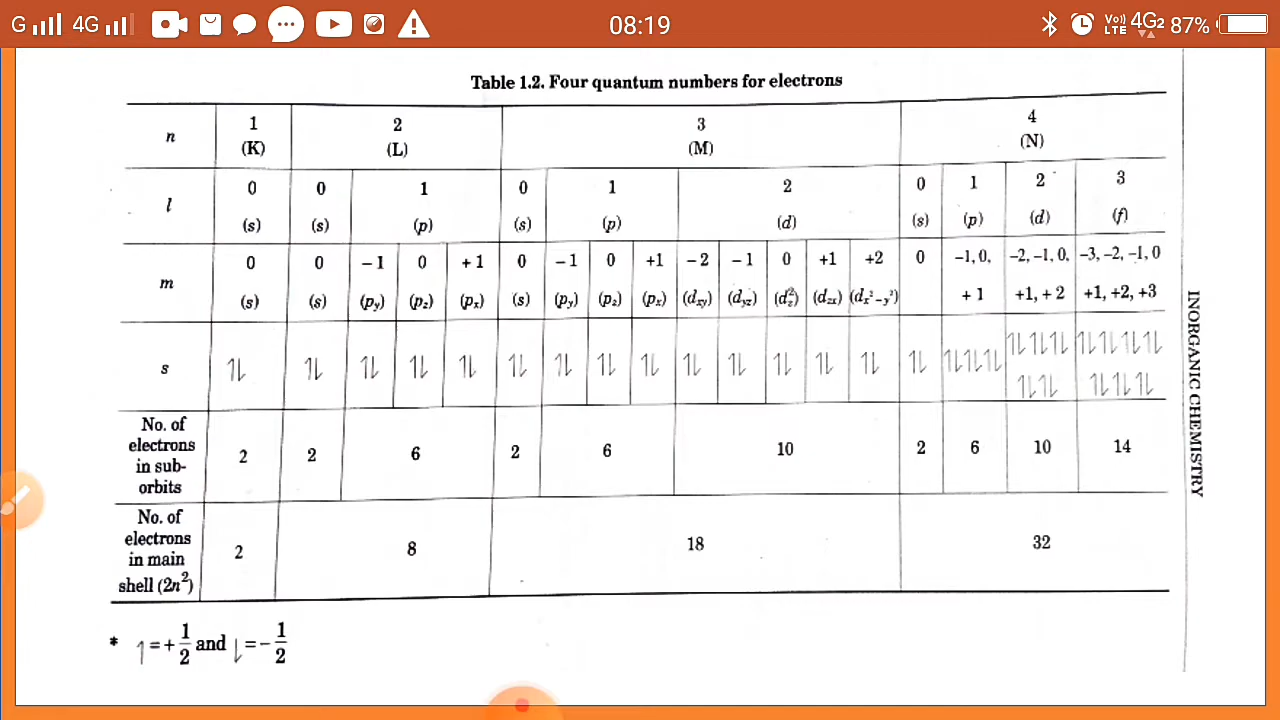 G 4G 08:19 Vo)) LTE 4G2 87%
Table 1.2. Four quantum numbers for electrons
n 1 2 3 4
(K) (L) (M) (N)
l 0 0 1 0 1 2 0 1 2 3
(s) (s) (p) (s) (p) (d) (s) (p) (d) (f)
m 0 0 –1 0 +1 0 –1 0 +1 –2 –1 0 +1 +2 0 –1, 0, –2, –1, 0, –3, –2, –1, 0
(s) (s) (py) (pz) (px) (s) (py) (pz) (px) (dxy) (dyz) (dz²) (dzx) (dx²–y²) +1 +1, +2 +1, +2, +3
s ↿⇂ ↿⇂ ↿⇂ ↿⇂ ↿⇂ ↿⇂ ↿⇂ ↿⇂ ↿⇂ ↿⇂ ↿⇂ ↿⇂ ↿⇂ ↿⇂ ↿⇂ ↿⇂↿⇂↿⇂ ↿⇂↿⇂↿⇂ ↿⇂↿⇂↿⇂↿⇂
↿⇂↿⇂ ↿⇂↿⇂↿⇂
No. of
electrons
in sub-
orbits
2 2 6 2 6 10 2 6 10 14
No. of
electrons
in main
shell (2n²)
2 8 18 32
* ↿ = + 1/2 and ⇂ = – 1/2
INORGANIC CHEMISTRY